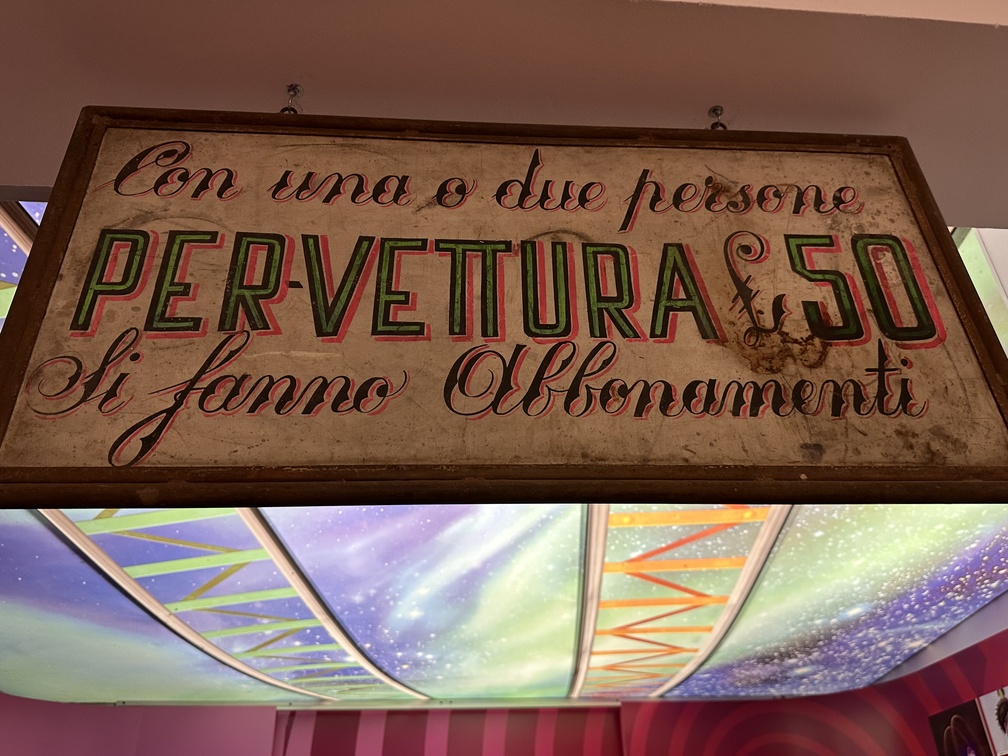 Con una o due persone
PER-VETTURA £ 50
Si fanno Abbonamenti